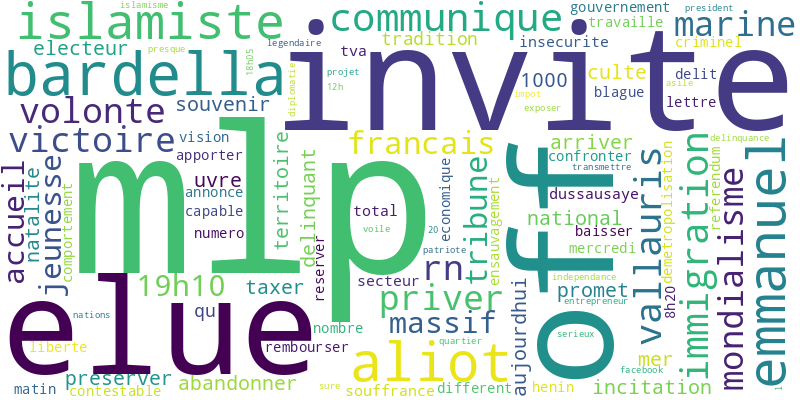 islamisme
gouvernement
president
islamiste
communique
travaille
marine
legendaire
tradition
insecurite
criminel
electeur
presque
tva
bardella
18h05
invite
projet
12h
diplomatie
1000
culte
delit
blague
asile
impot
exposer
lettre
volonte
souvenir
victoire
vision
francais
arriver
delinquance
apporter
confronter
transmettre
accueil
natalite
jeunesse
comportement
uvre
annonce
capable
numero
territoire
delinquant
mlp
total
voile
20
patriote
economique
tribune
ensauvagement
off
dussausaye
national
baisser
mercredi
vallauris
demetropolisation
immigration
referendum
mondialisme
emmanuel
rn
secteur
reserver
19h10
taxer
priver
independance
promet
entrepreneur
8h20
elue
nations
qu
nombre
massif
aujourdhui
serieux
liberte
rembourser
aliot
quartier
mer
facebook
matin
preserver
contestable
abandonner
sure
souffrance
different
henin
incitation
1